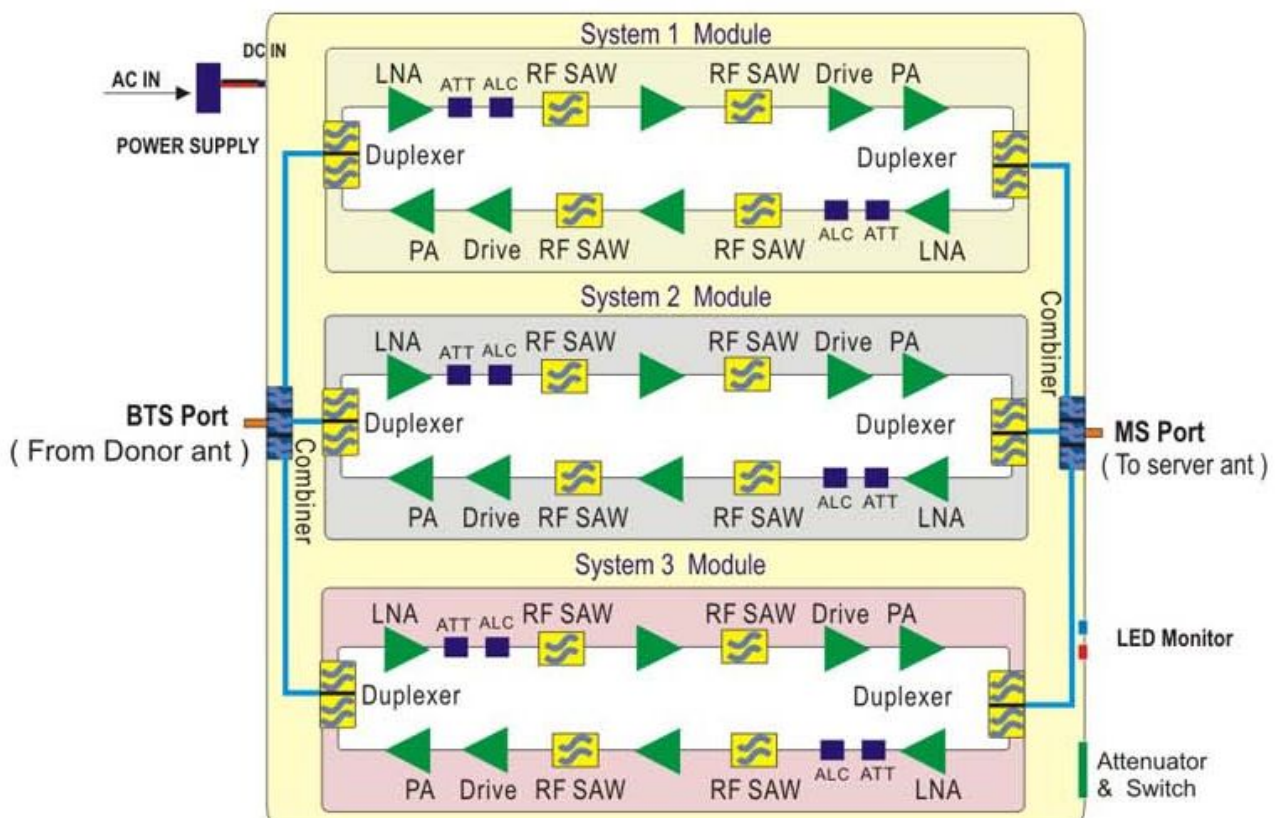 System 1 Module
DC IN
AC IN
POWER SUPPLY
LNA
ATT
ALC
RF SAW
RF SAW
Drive
PA
Duplexer
Duplexer
PA
Drive
RF SAW
RF SAW
ALC
ATT
LNA
System 2 Module
LNA
ATT
ALC
RF SAW
RF SAW
Drive
PA
Combiner
BTS Port
( From Donor ant )
Duplexer
Duplexer
MS Port
( To server ant )
Combiner
PA
Drive
RF SAW
RF SAW
ALC
ATT
LNA
System 3 Module
LNA
ATT
ALC
RF SAW
RF SAW
Drive
PA
LED Monitor
Duplexer
Duplexer
PA
Drive
RF SAW
RF SAW
ALC
ATT
LNA
Attenuator
& Switch